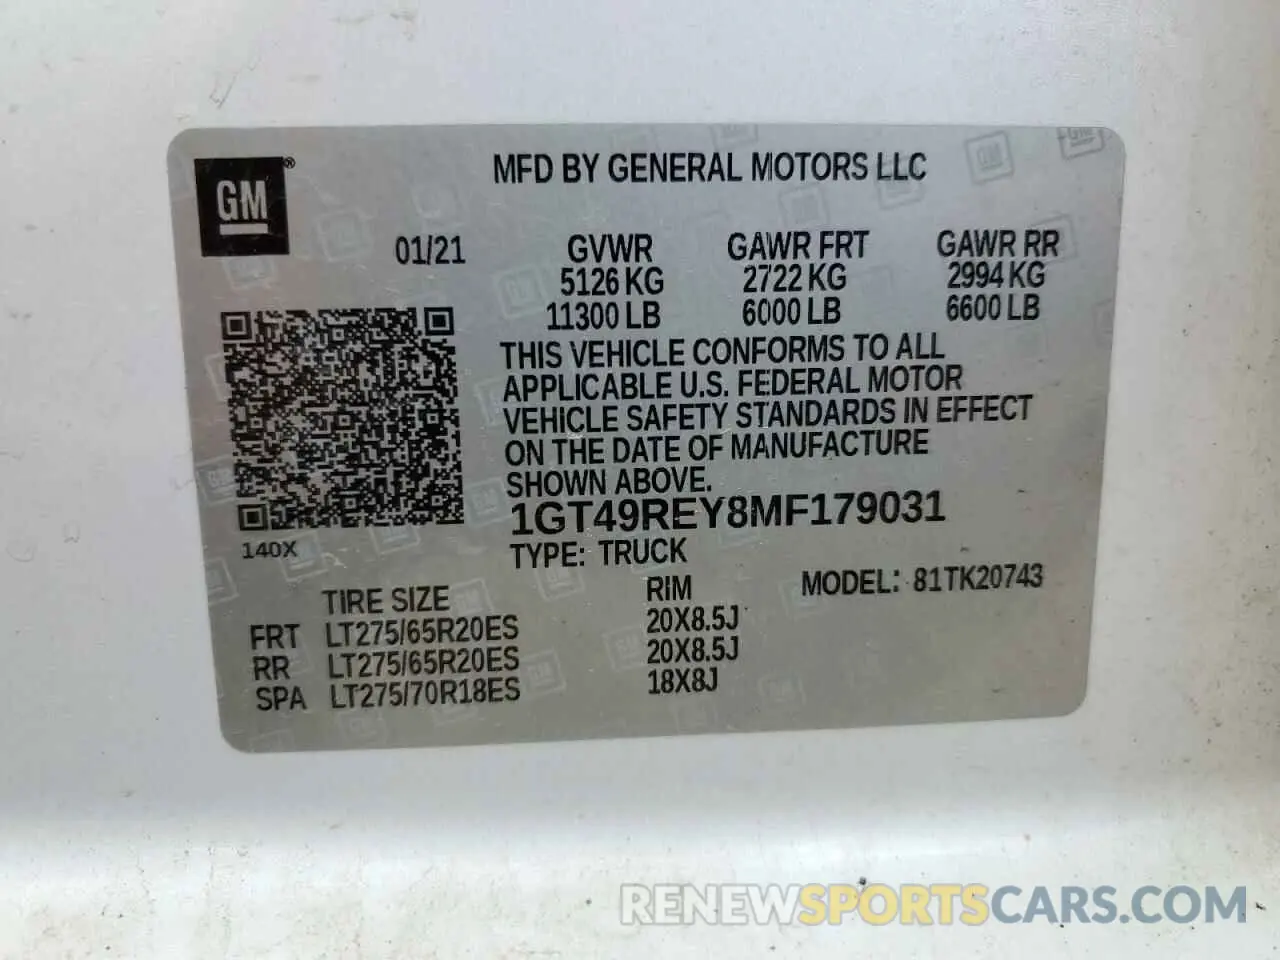 GM®
MFD BY GENERAL MOTORS LLC
01/21 GVWR GAWR FRT GAWR RR
5126 KG 2722 KG 2994 KG
11300 LB 6000 LB 6600 LB
THIS VEHICLE CONFORMS TO ALL
APPLICABLE U.S. FEDERAL MOTOR
VEHICLE SAFETY STANDARDS IN EFFECT
ON THE DATE OF MANUFACTURE
SHOWN ABOVE.
1GT49REY8MF179031
140X
TYPE: TRUCK
TIRE SIZE RIM MODEL: 81TK20743
FRT LT275/65R20ES 20X8.5J
RR LT275/65R20ES 20X8.5J
SPA LT275/70R18ES 18X8J
RENEWSPORTSCARS.COM